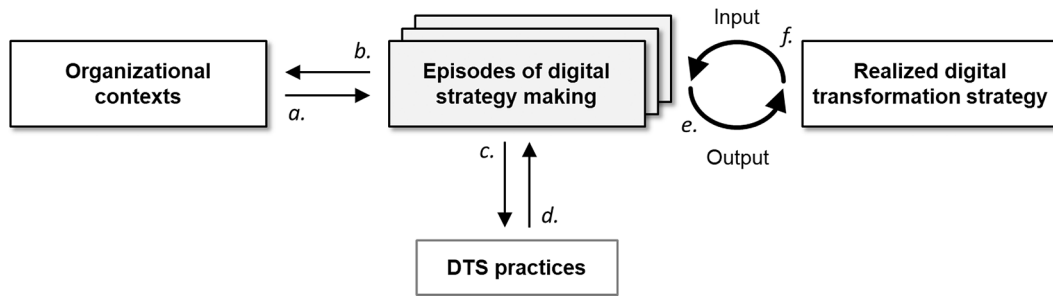 Organizational
contexts
b.
a.
Episodes of digital
strategy making
Input
f.
e.
Output
Realized digital
transformation strategy
c.
d.
DTS practices